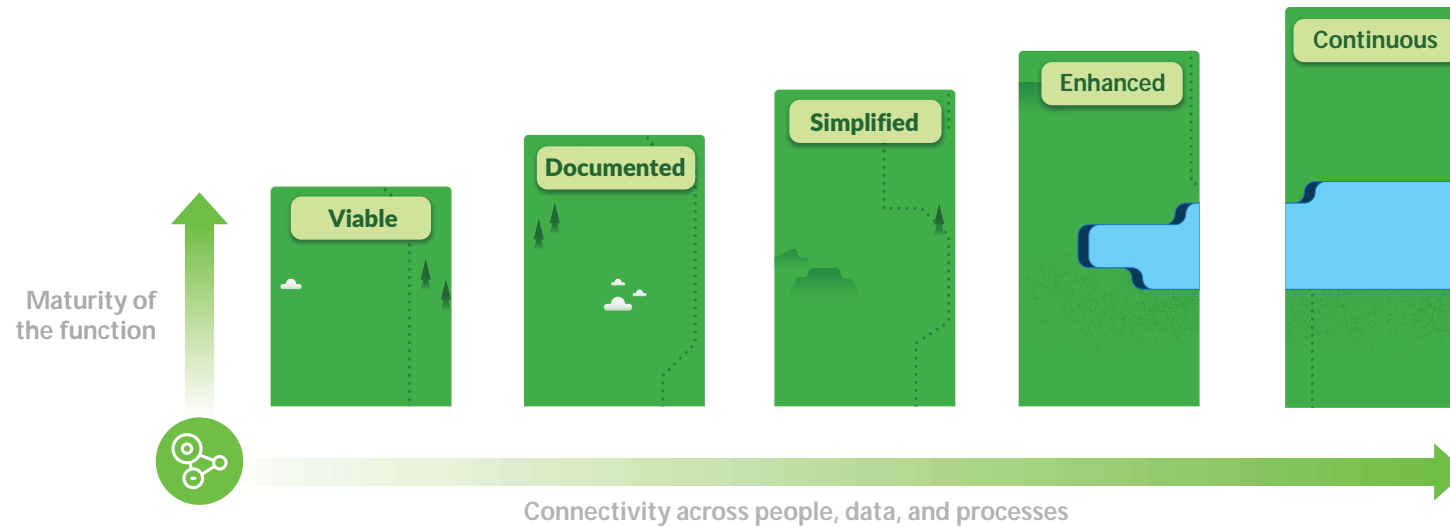 Continuous
Enhanced
Simplified
Documented
Viable
Maturity of
the function
Connectivity across people, data, and processes